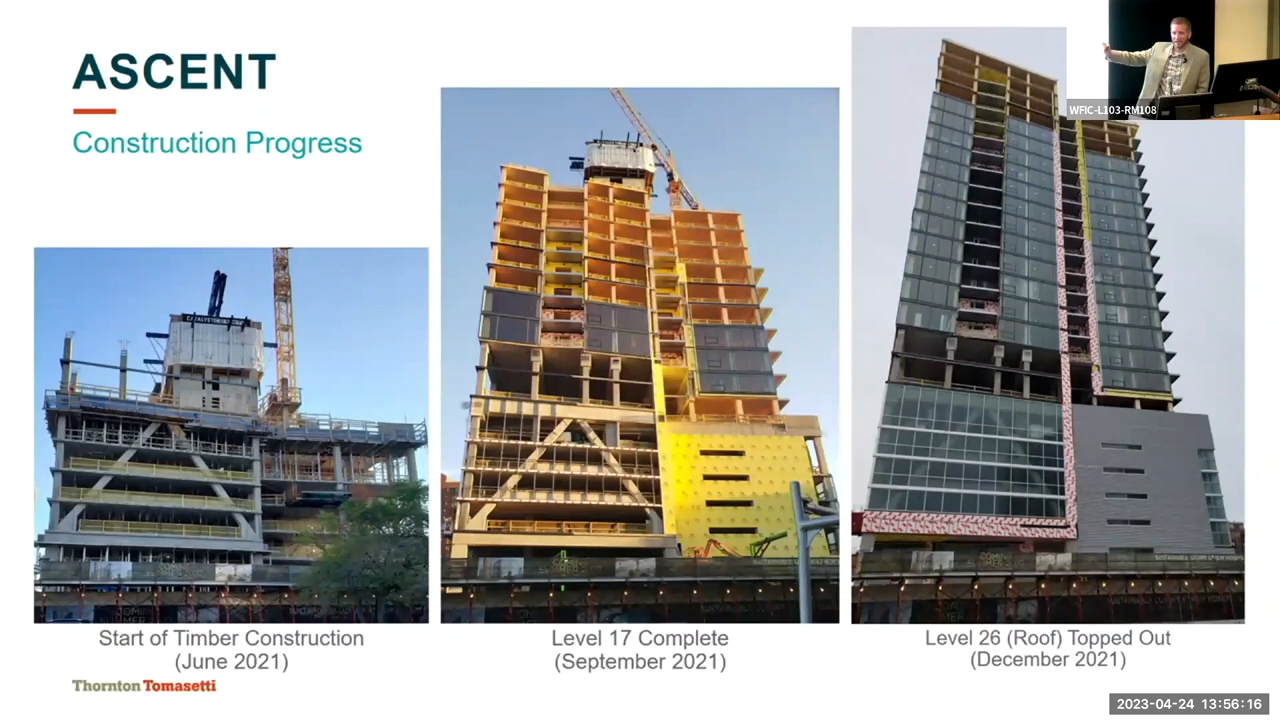 ASCENT
Construction Progress
WFIC-L103-RM108
Start of Timber Construction
(June 2021)
Level 17 Complete
(September 2021)
Level 26 (Roof) Topped Out
(December 2021)
Thornton Tomasetti
2023-04-24 13:56:16